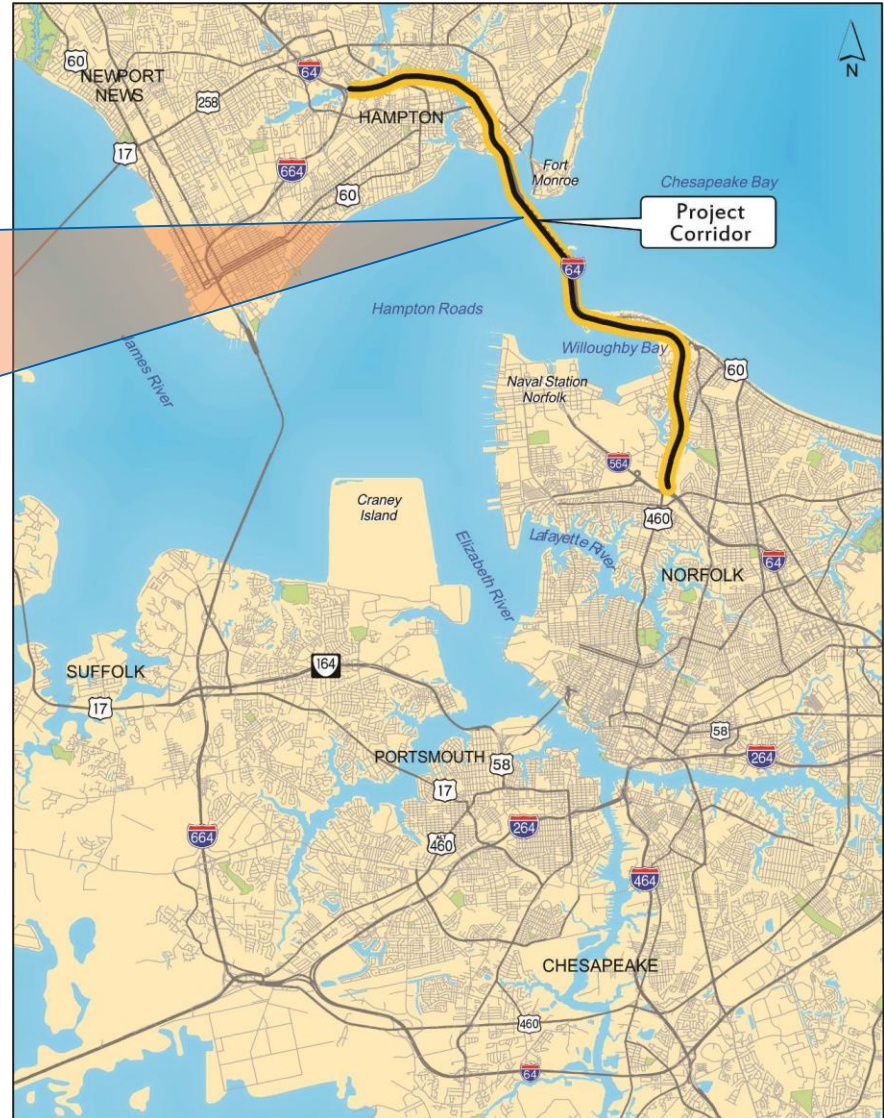 60
NEWPORT
NEWS
64
258
HAMPTON
N
17
664
60
Fort
Monroe
Chesapeake Bay
Project
Corridor
64
Hampton Roads
James River
Willoughby Bay
Naval Station
Norfolk
60
564
Craney
Island
460
Elizabeth River
Lafayette River
64
NORFOLK
164
SUFFOLK
17
58
PORTSMOUTH
58
264
17
664
ALT
460
264
464
CHESAPEAKE
460
64